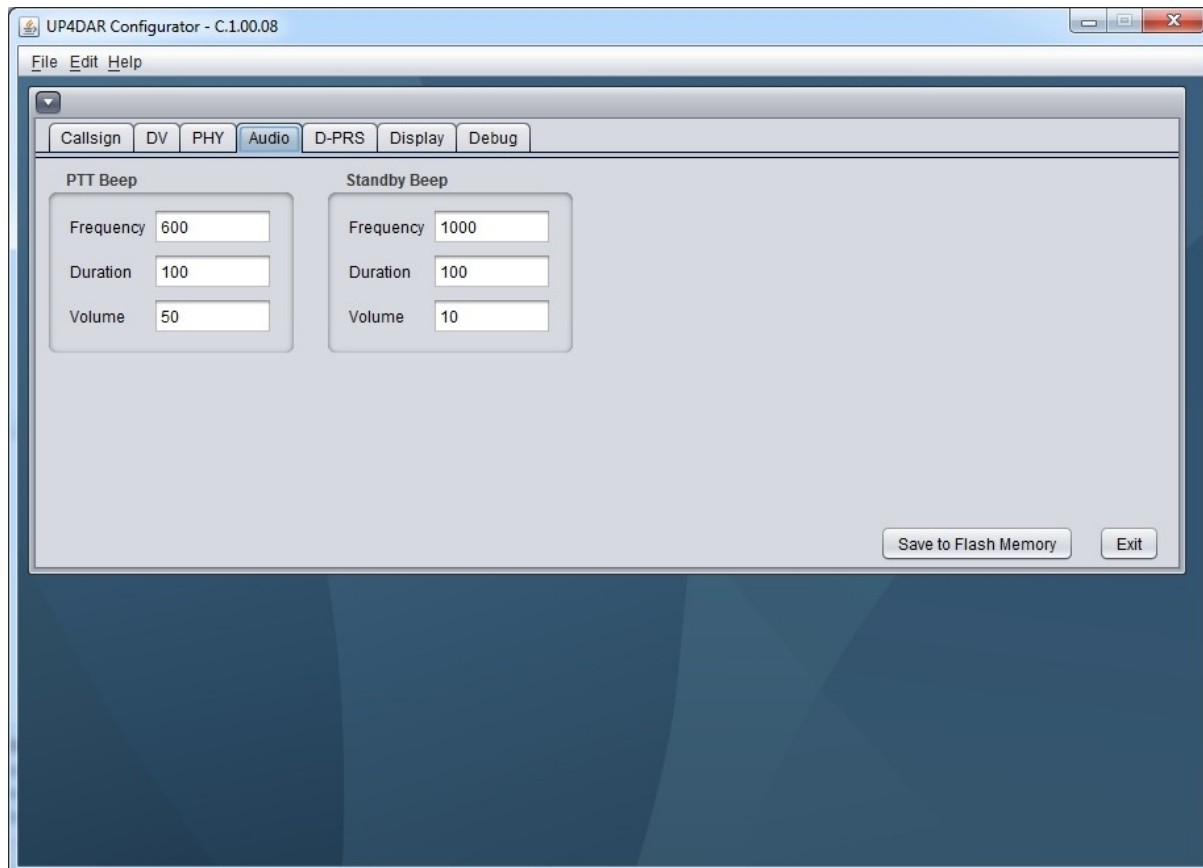 UP4DAR Configurator - C.1.00.08
File Edit Help
Callsign DV PHY Audio D-PRS Display Debug
PTT Beep
Frequency 600
Duration 100
Volume 50
Standby Beep
Frequency 1000
Duration 100
Volume 10
Save to Flash Memory Exit